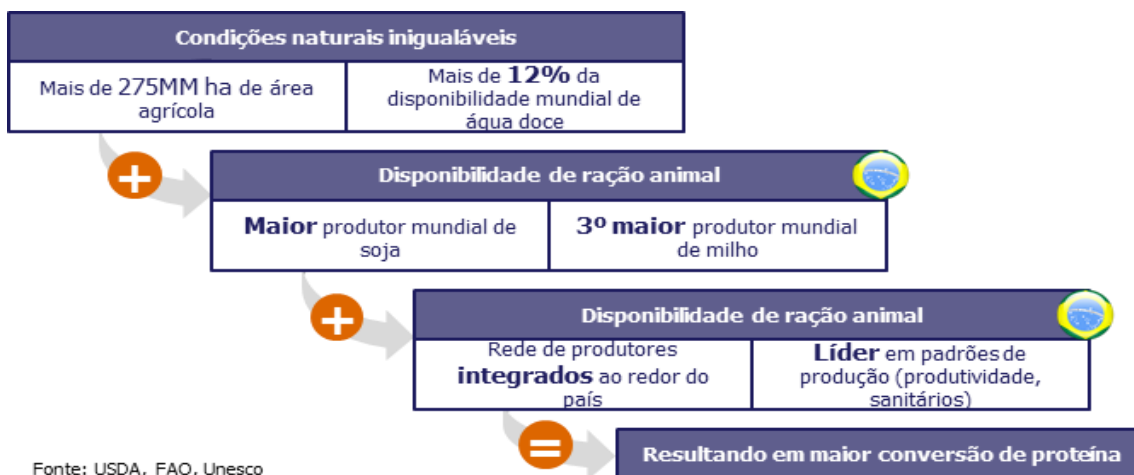 Condições naturais inigualáveis
Mais de 275MM ha de área
agrícola
Mais de 12% da
disponibilidade mundial de
água doce
+
Disponibilidade de ração animal
Maior produtor mundial de
soja
3º maior produtor mundial
de milho
+
Disponibilidade de ração animal
Rede de produtores
integrados ao redor do
país
Líder em padrões de
produção (produtividade,
sanitários)
=
Resultando em maior conversão de proteína
Fonte: USDA, FAO, Unesco